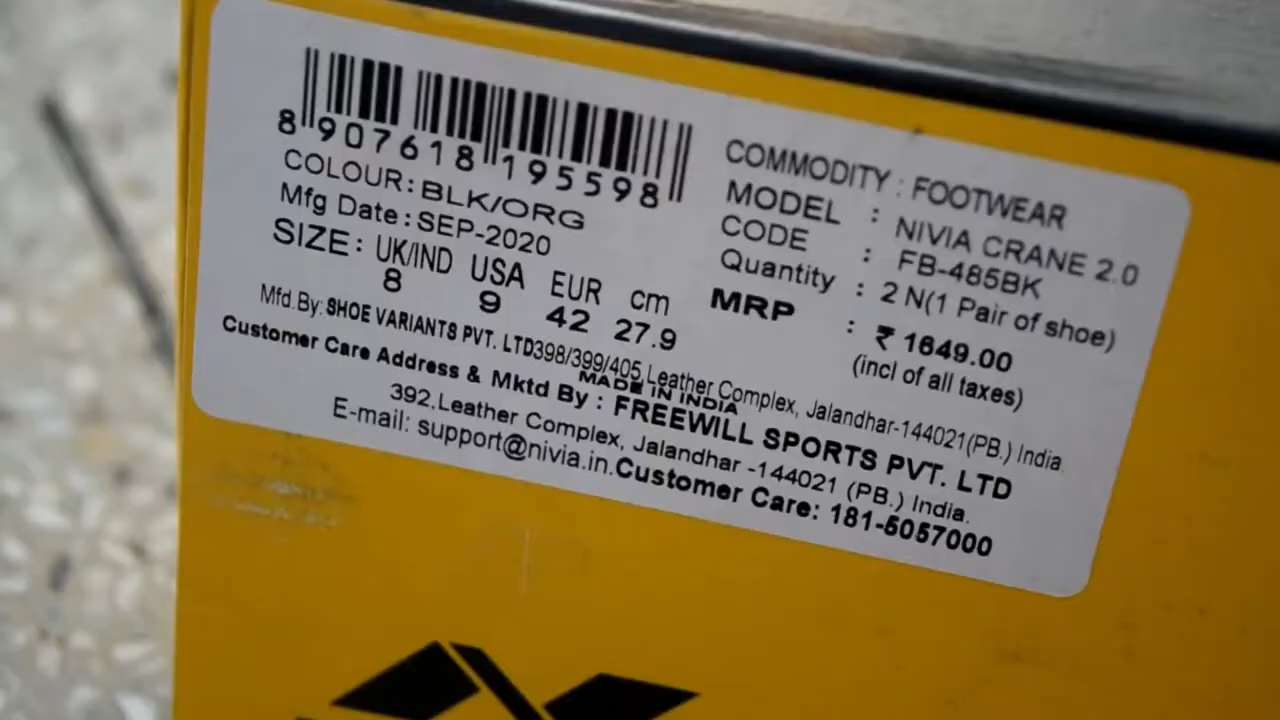 8 907618 195598
COLOUR: BLK/ORG
Mfg Date: SEP-2020
SIZE: UK/IND USA EUR cm
8 9 42 27.9
COMMODITY : FOOTWEAR
MODEL : NIVIA CRANE 2.0
CODE : FB-485BK
Quantity : 2 N(1 Pair of shoe)
MRP : ₹ 1649.00
(incl of all taxes)
Mfd.By: SHOE VARIANTS PVT. LTD398/399/405,Leather Complex, Jalandhar-144021(PB.) India
MADE IN INDIA
Customer Care Address & Mktd By : FREEWILL SPORTS PVT. LTD
392,Leather Complex, Jalandhar -144021 (PB.) India.
E-mail: support@nivia.in.Customer Care: 181-5057000